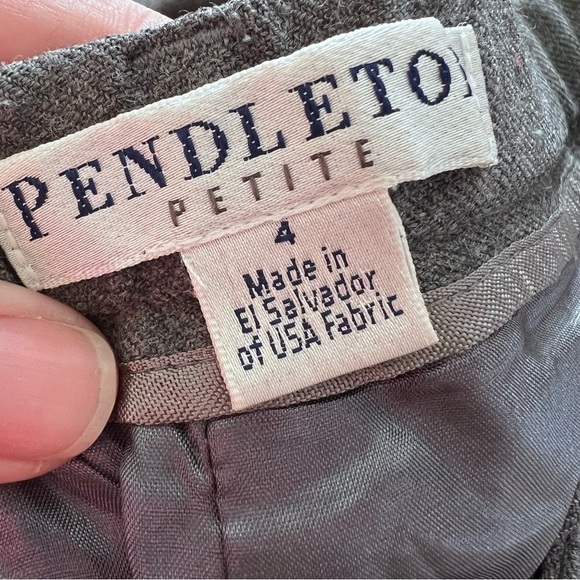 PENDLETON
PETITE
4
Made in
El Salvador
of USA Fabric